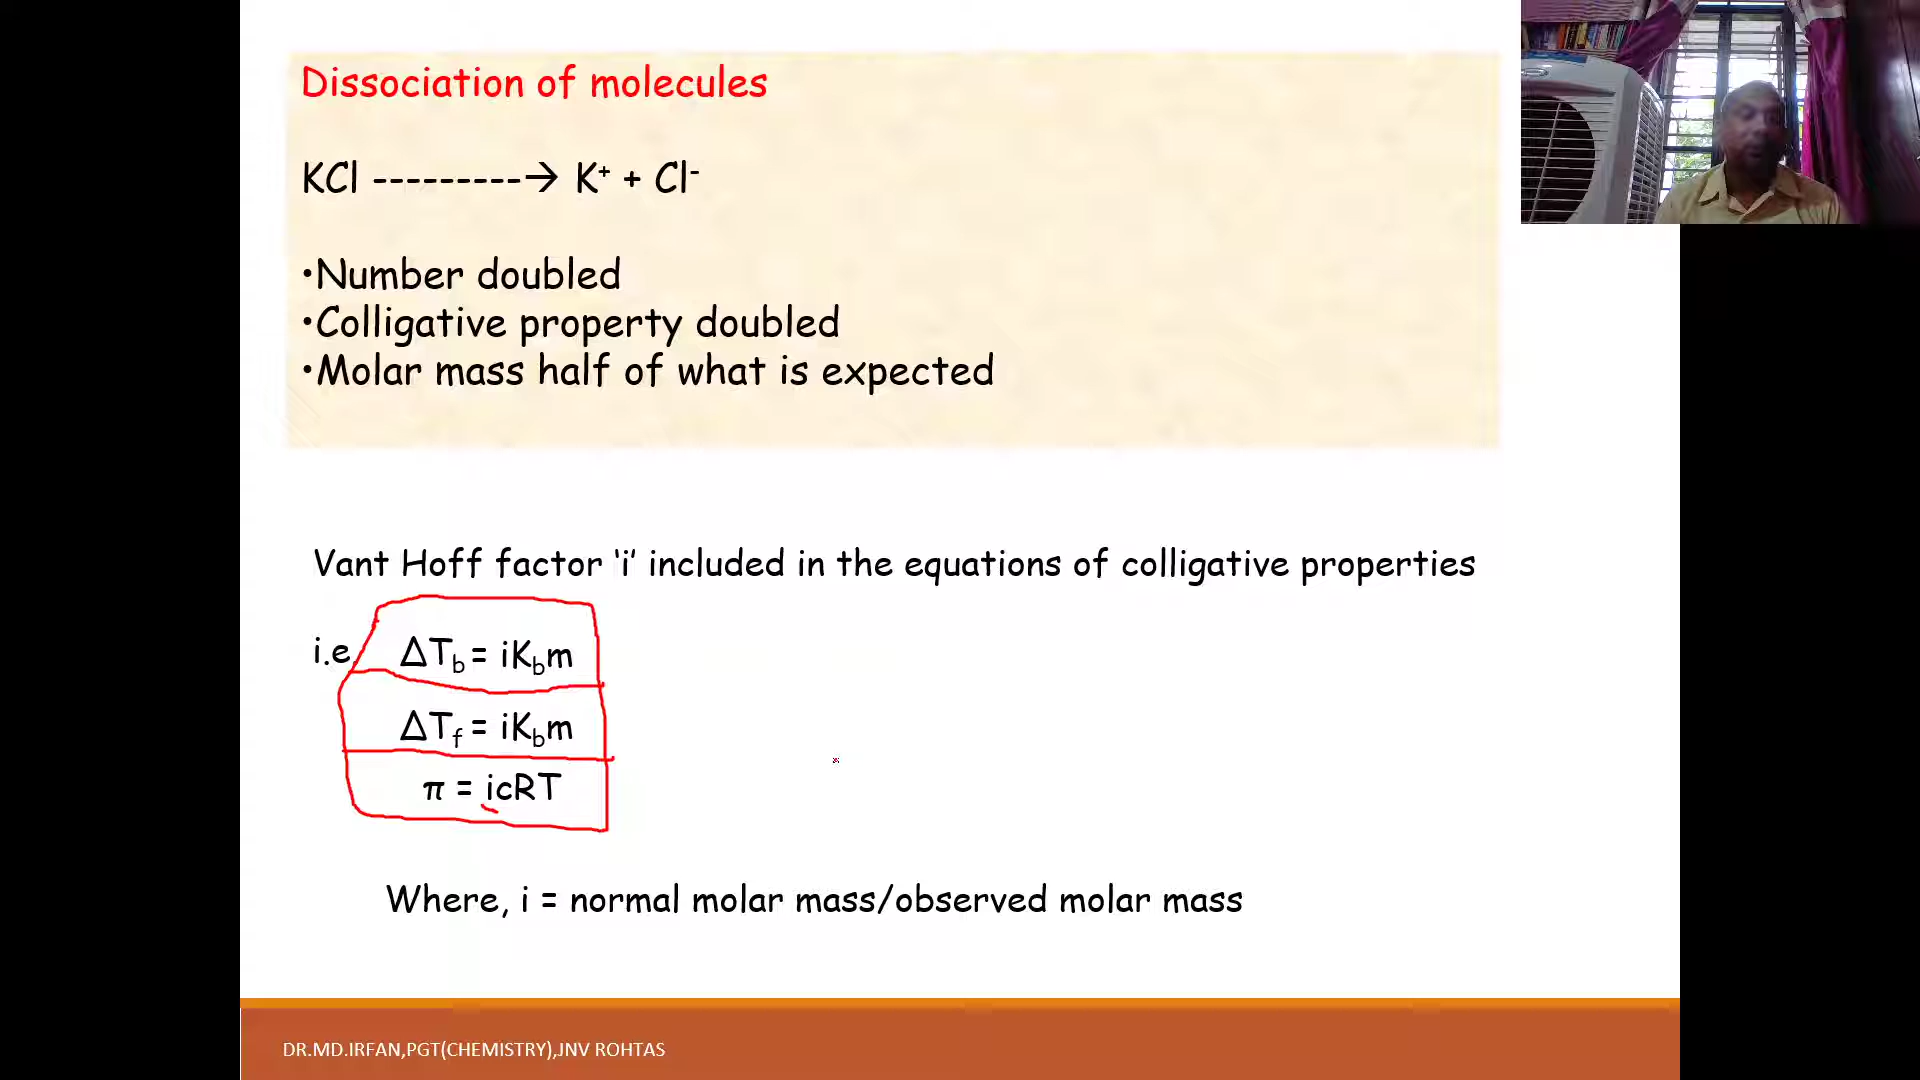 Dissociation of molecules
KCl ---------→ K⁺ + Cl⁻
•Number doubled
•Colligative property doubled
•Molar mass half of what is expected
Vant Hoff factor ‘i’ included in the equations of colligative properties
i.e ΔT_b = iK_bm
ΔT_f = iK_bm
π = icRT
Where, i = normal molar mass/observed molar mass
DR.MD.IRFAN,PGT(CHEMISTRY),JNV ROHTAS